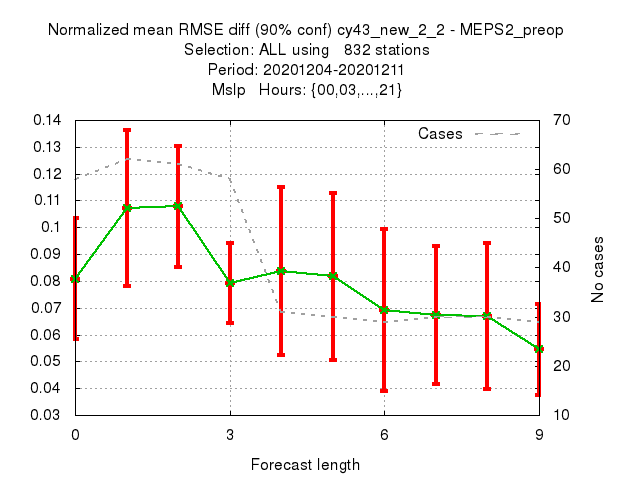 Normalized mean RMSE diff (90% conf) cy43_new_2_2 - MEPS2_preop
Selection: ALL using 832 stations
Period: 20201204-20201211
Mslp Hours: {00,03,...,21}
0.14
0.13
0.12
0.11
0.1
0.09
0.08
0.07
0.06
0.05
0.04
0.03
Cases
70
60
50
40
30
20
10
No cases
0 3 6 9
Forecast length